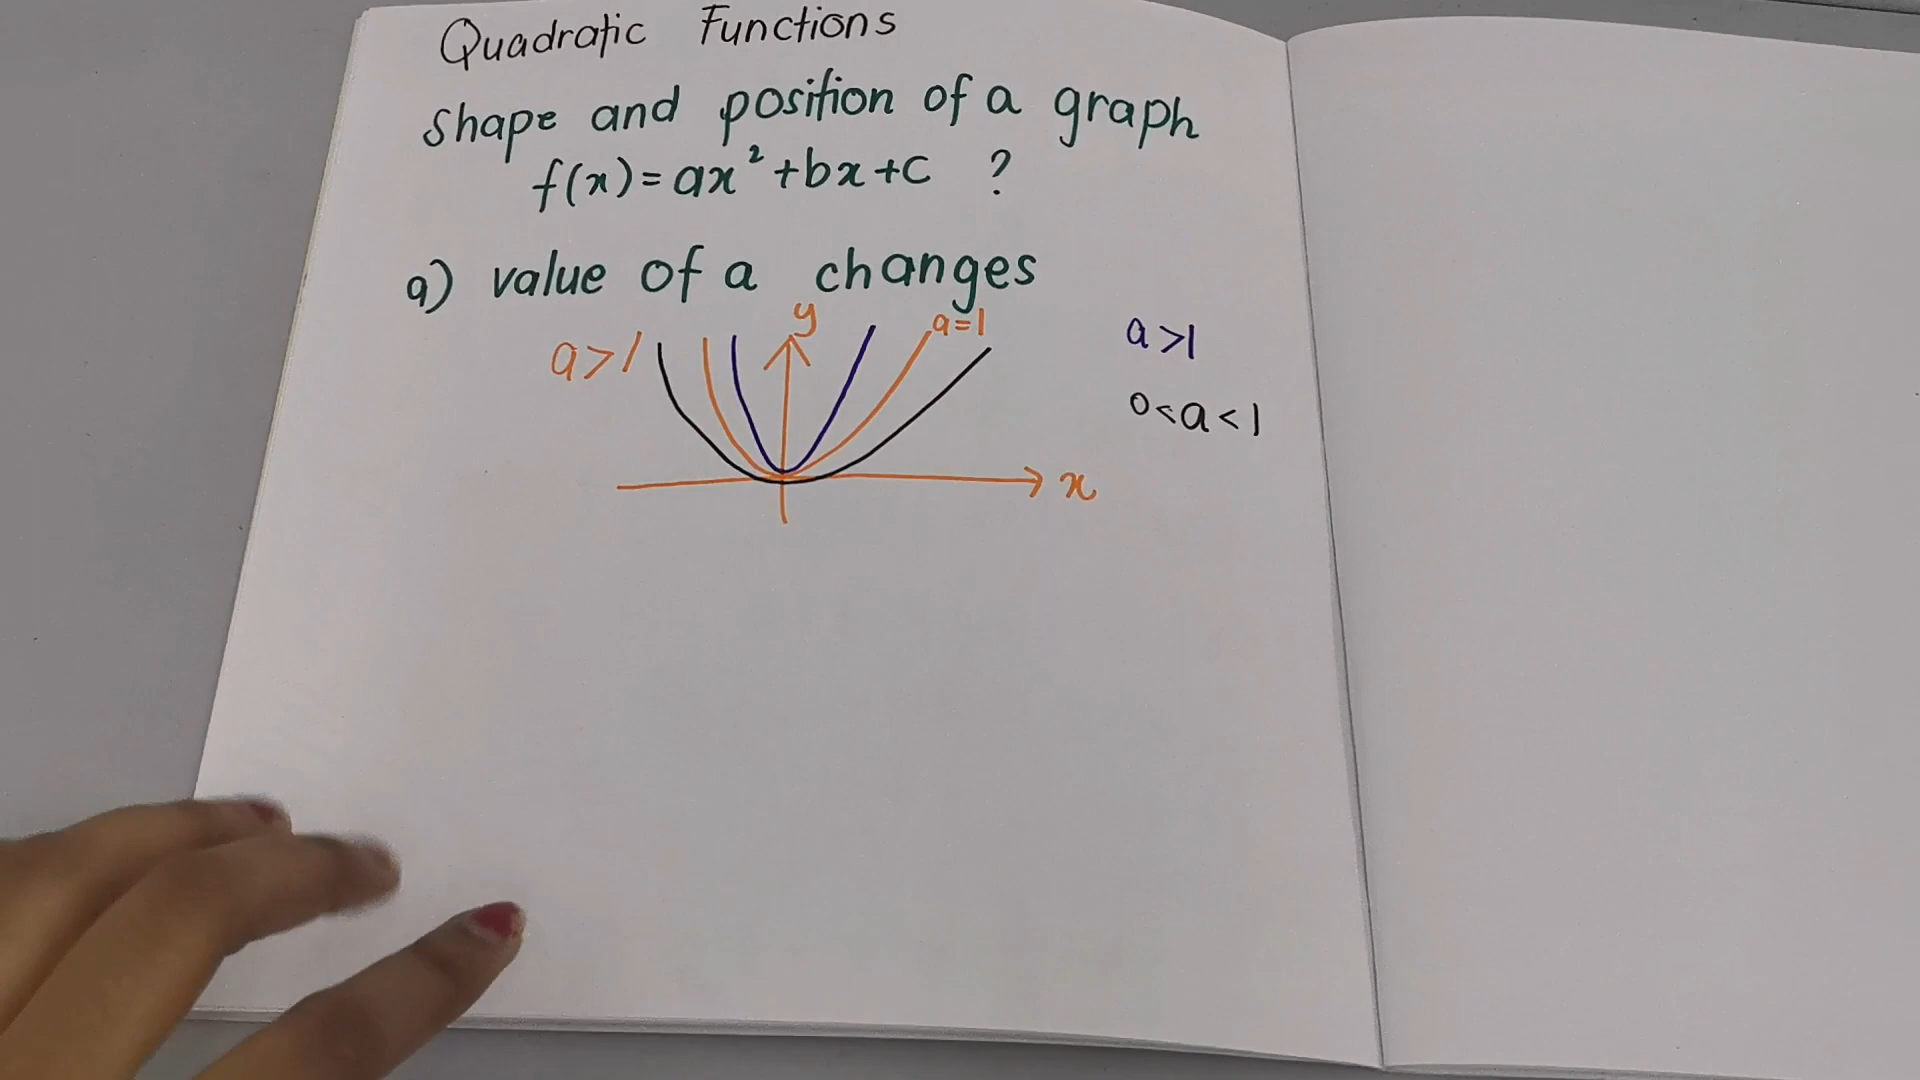 Quadratic Functions
shape and position of a graph
f(x) = ax² + bx + c ?
a) value of a changes
y
a = 1
a > 1
a > 1
0 < a < 1
x